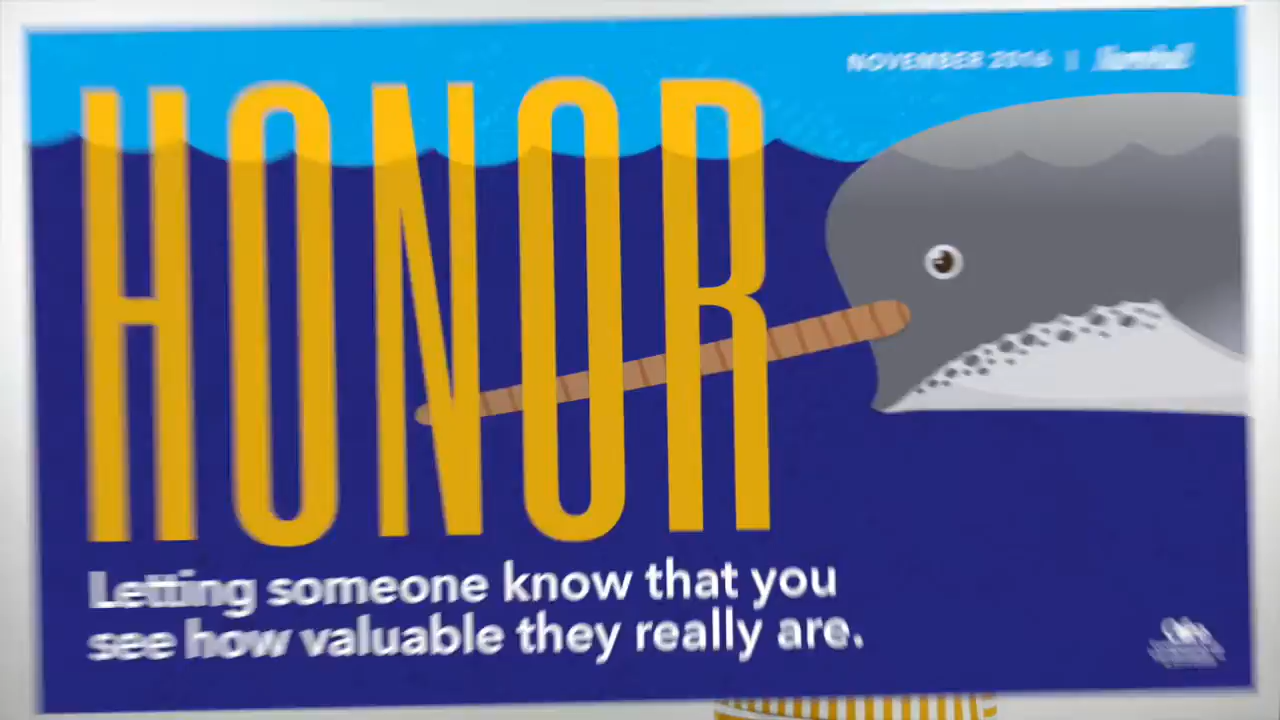 NOVEMBER 2016 |
HONOR
Letting someone know that you
see how valuable they really are.